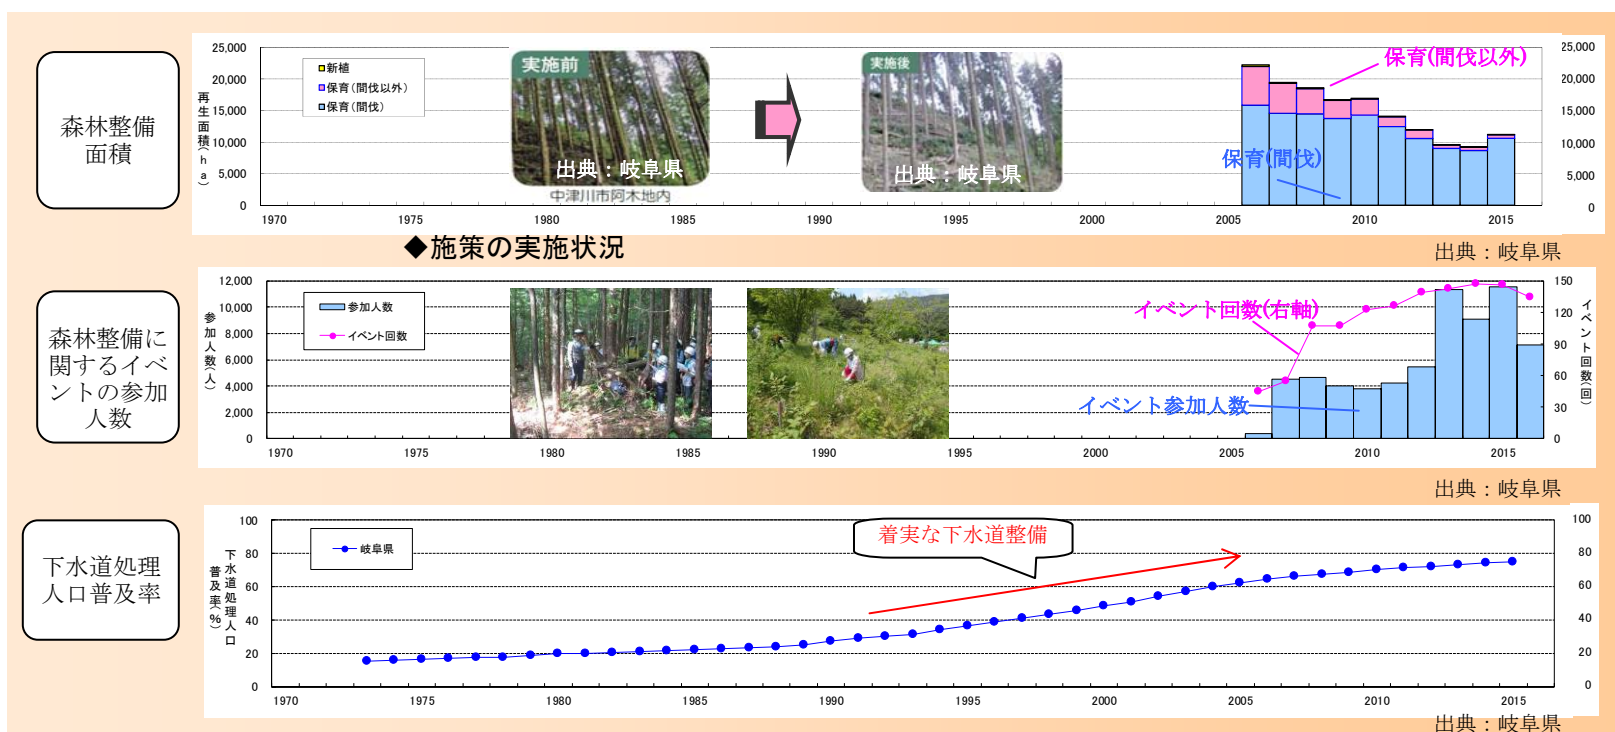 森林整備
面積
25,000
20,000
15,000
10,000
5,000
0
再生面積(ha)
新植
保育(間伐以外)
保育(間伐)
実施前
出典：岐阜県
中津川市阿木地内
実施後
出典：岐阜県
保育(間伐以外)
保育(間伐)
25,000
20,000
15,000
10,000
5,000
0
1970 1975 1980 1985 1990 1995 2000 2005 2010 2015
◆施策の実施状況
出典：岐阜県
森林整備に
関するイベ
ントの参加
人数
12,000
10,000
8,000
6,000
4,000
2,000
0
参加人数(人)
参加人数
イベント回数
イベント回数(右軸)
イベント参加人数
150
120
90
60
30
0
イベント回数(回)
1970 1975 1980 1985 1990 1995 2000 2005 2010 2015
出典：岐阜県
下水道処理
人口普及率
100
80
60
40
20
0
下水道処理人口
普及率(%)
岐阜県
着実な下水道整備
100
80
60
40
20
0
1970 1975 1980 1985 1990 1995 2000 2005 2010 2015
出典：岐阜県